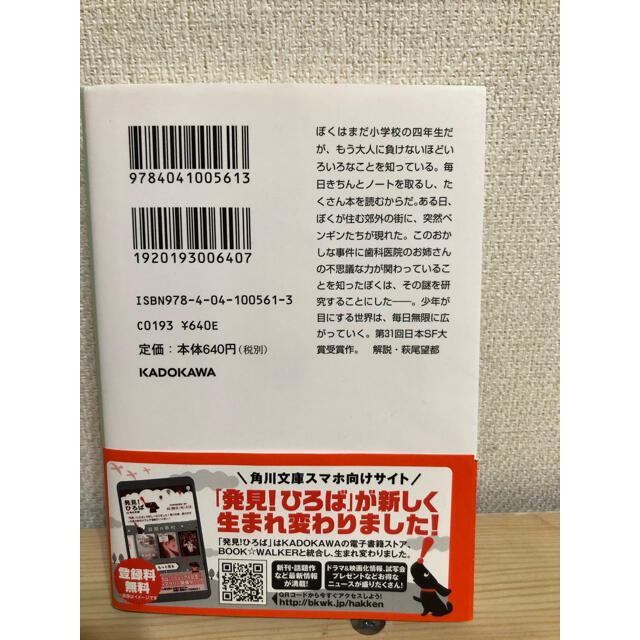 9784041005613
1920193006407
ISBN978-4-04-100561-3
C0193 ¥640E
定価：本体640円（税別）
KADOKAWA
ぼくはまだ小学校の四年生だ
が、もう大人に負けないほどい
ろいろなことを知っている。毎
日きちんとノートを取るし、た
くさん本を読むからだ。ある日、
ぼくが住む郊外の街に、突然ペ
ンギンたちが現れた。このおか
しな事件に歯科医院のお姉さん
の不思議な力が関わっていること
を知ったぼくは、その謎を研
究することにした——。少年が
目にする世界は、毎日無限に広
がっていく。第31回日本SF大
賞受賞作。 解説・萩尾望都
角川文庫スマホ向けサイト
「発見！ひろば」が新しく
生まれ変わりました！
「発見！ひろば」はKADOKAWAの電子書籍ストア、
BOOK☆WALKERと統合し、生まれ変わりました。
新刊・話題作
など最新情報
が満載！
ドラマ&映画化情報、試写会
プレゼントなどお得な
ニュースが盛りだくさん！
QRコードから今すぐアクセスしよう！
http://bkwk.jp/hakken
発見！
ひろば
登録料
無料
※画面はイメージです